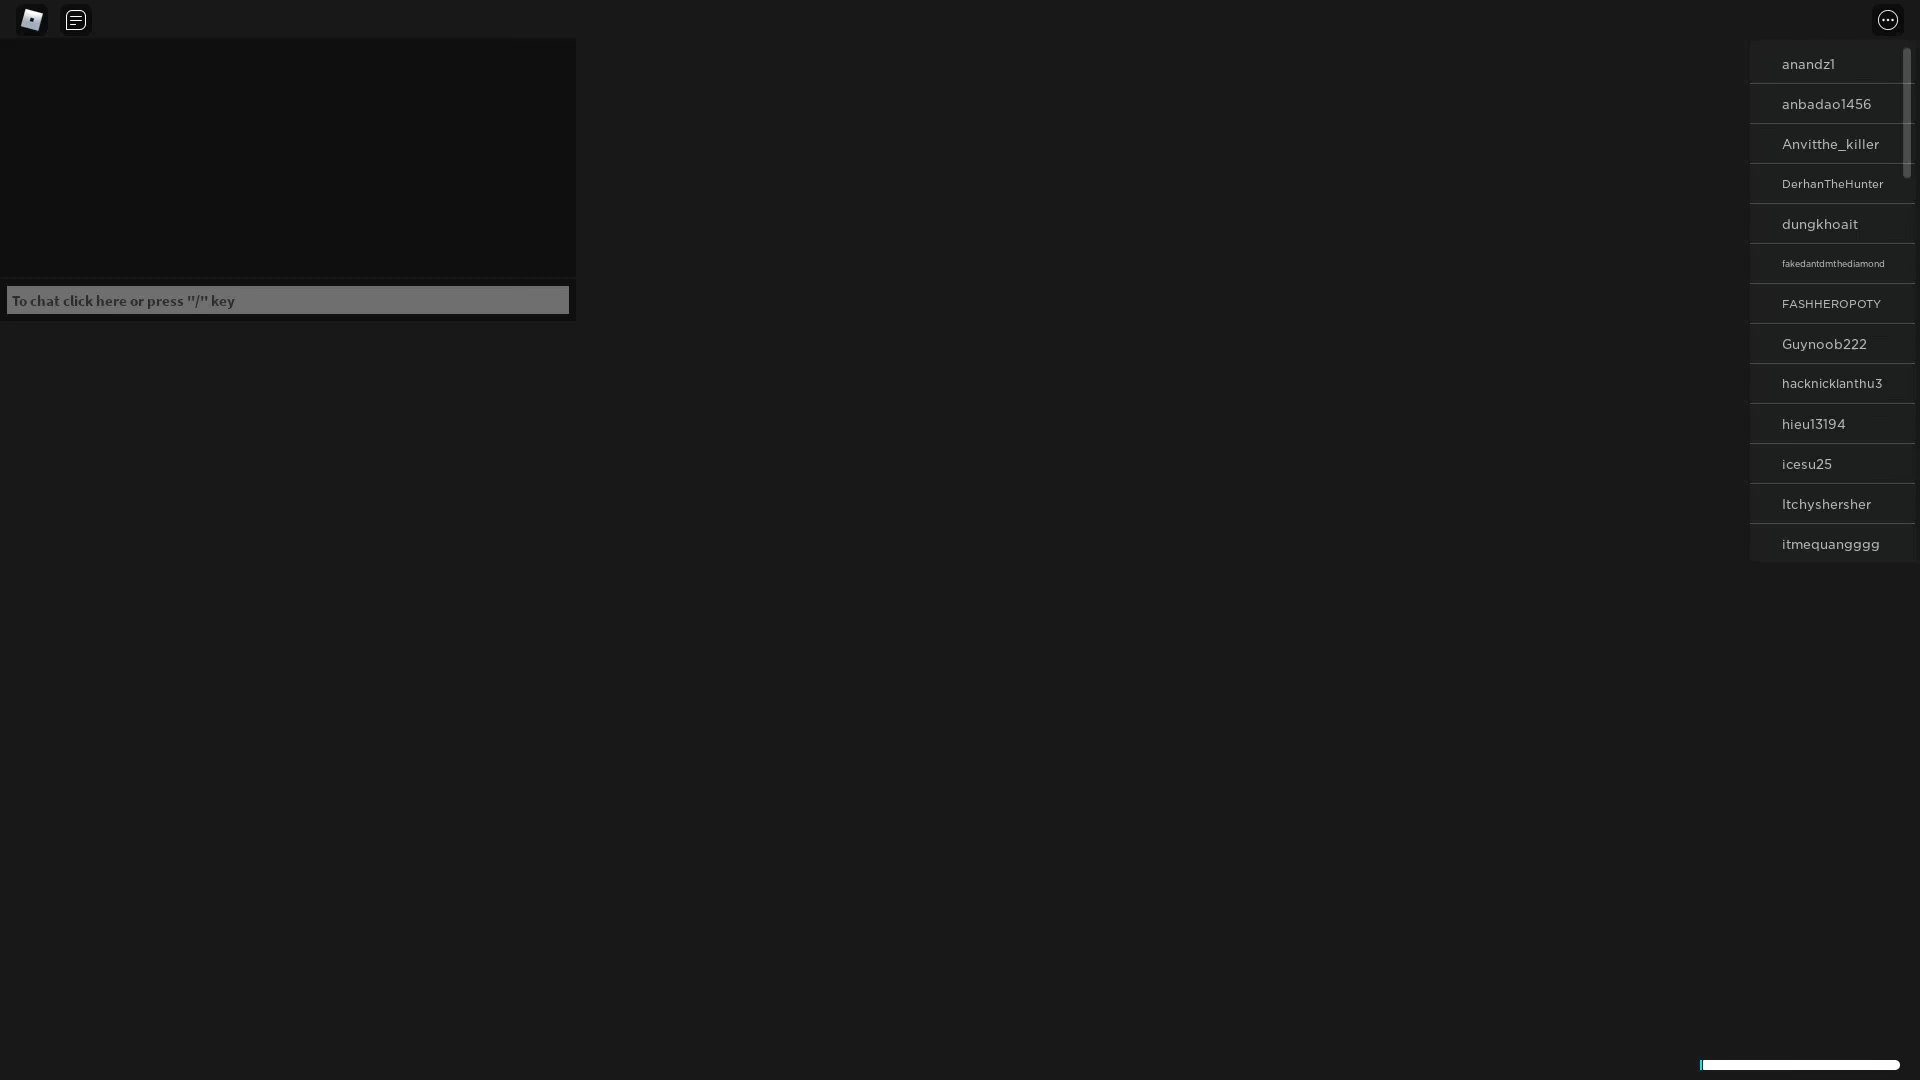 To chat click here or press "/" key
anandz1
anbadao1456
Anvitthe_killer
DerhanTheHunter
dungkhoait
fakedantdmthediamond
FASHHEROPOTY
Guynoob222
hacknicklanthu3
hieu13194
icesu25
Itchyshersher
itmequangggg